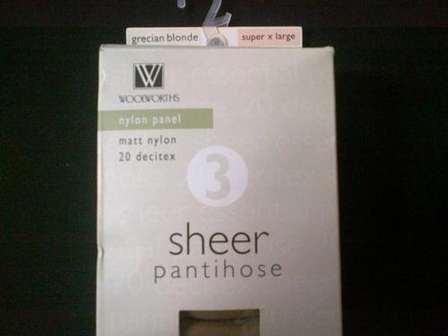 grecian blonde super x large
W
WOOLWORTHS
nylon panel
matt nylon
20 decitex
3
sheer
pantihose